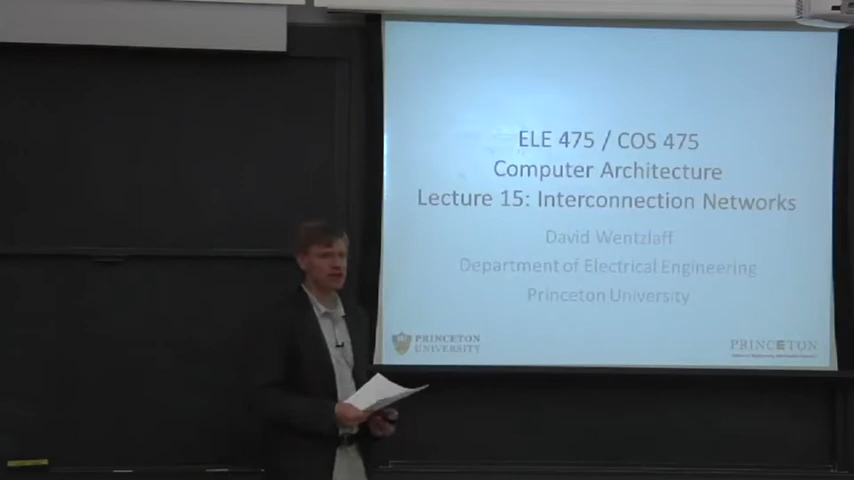 ELE 475 / COS 475
Computer Architecture
Lecture 15: Interconnection Networks
David Wentzlaff
Department of Electrical Engineering
Princeton University
PRINCETON
UNIVERSITY
PRINCETON